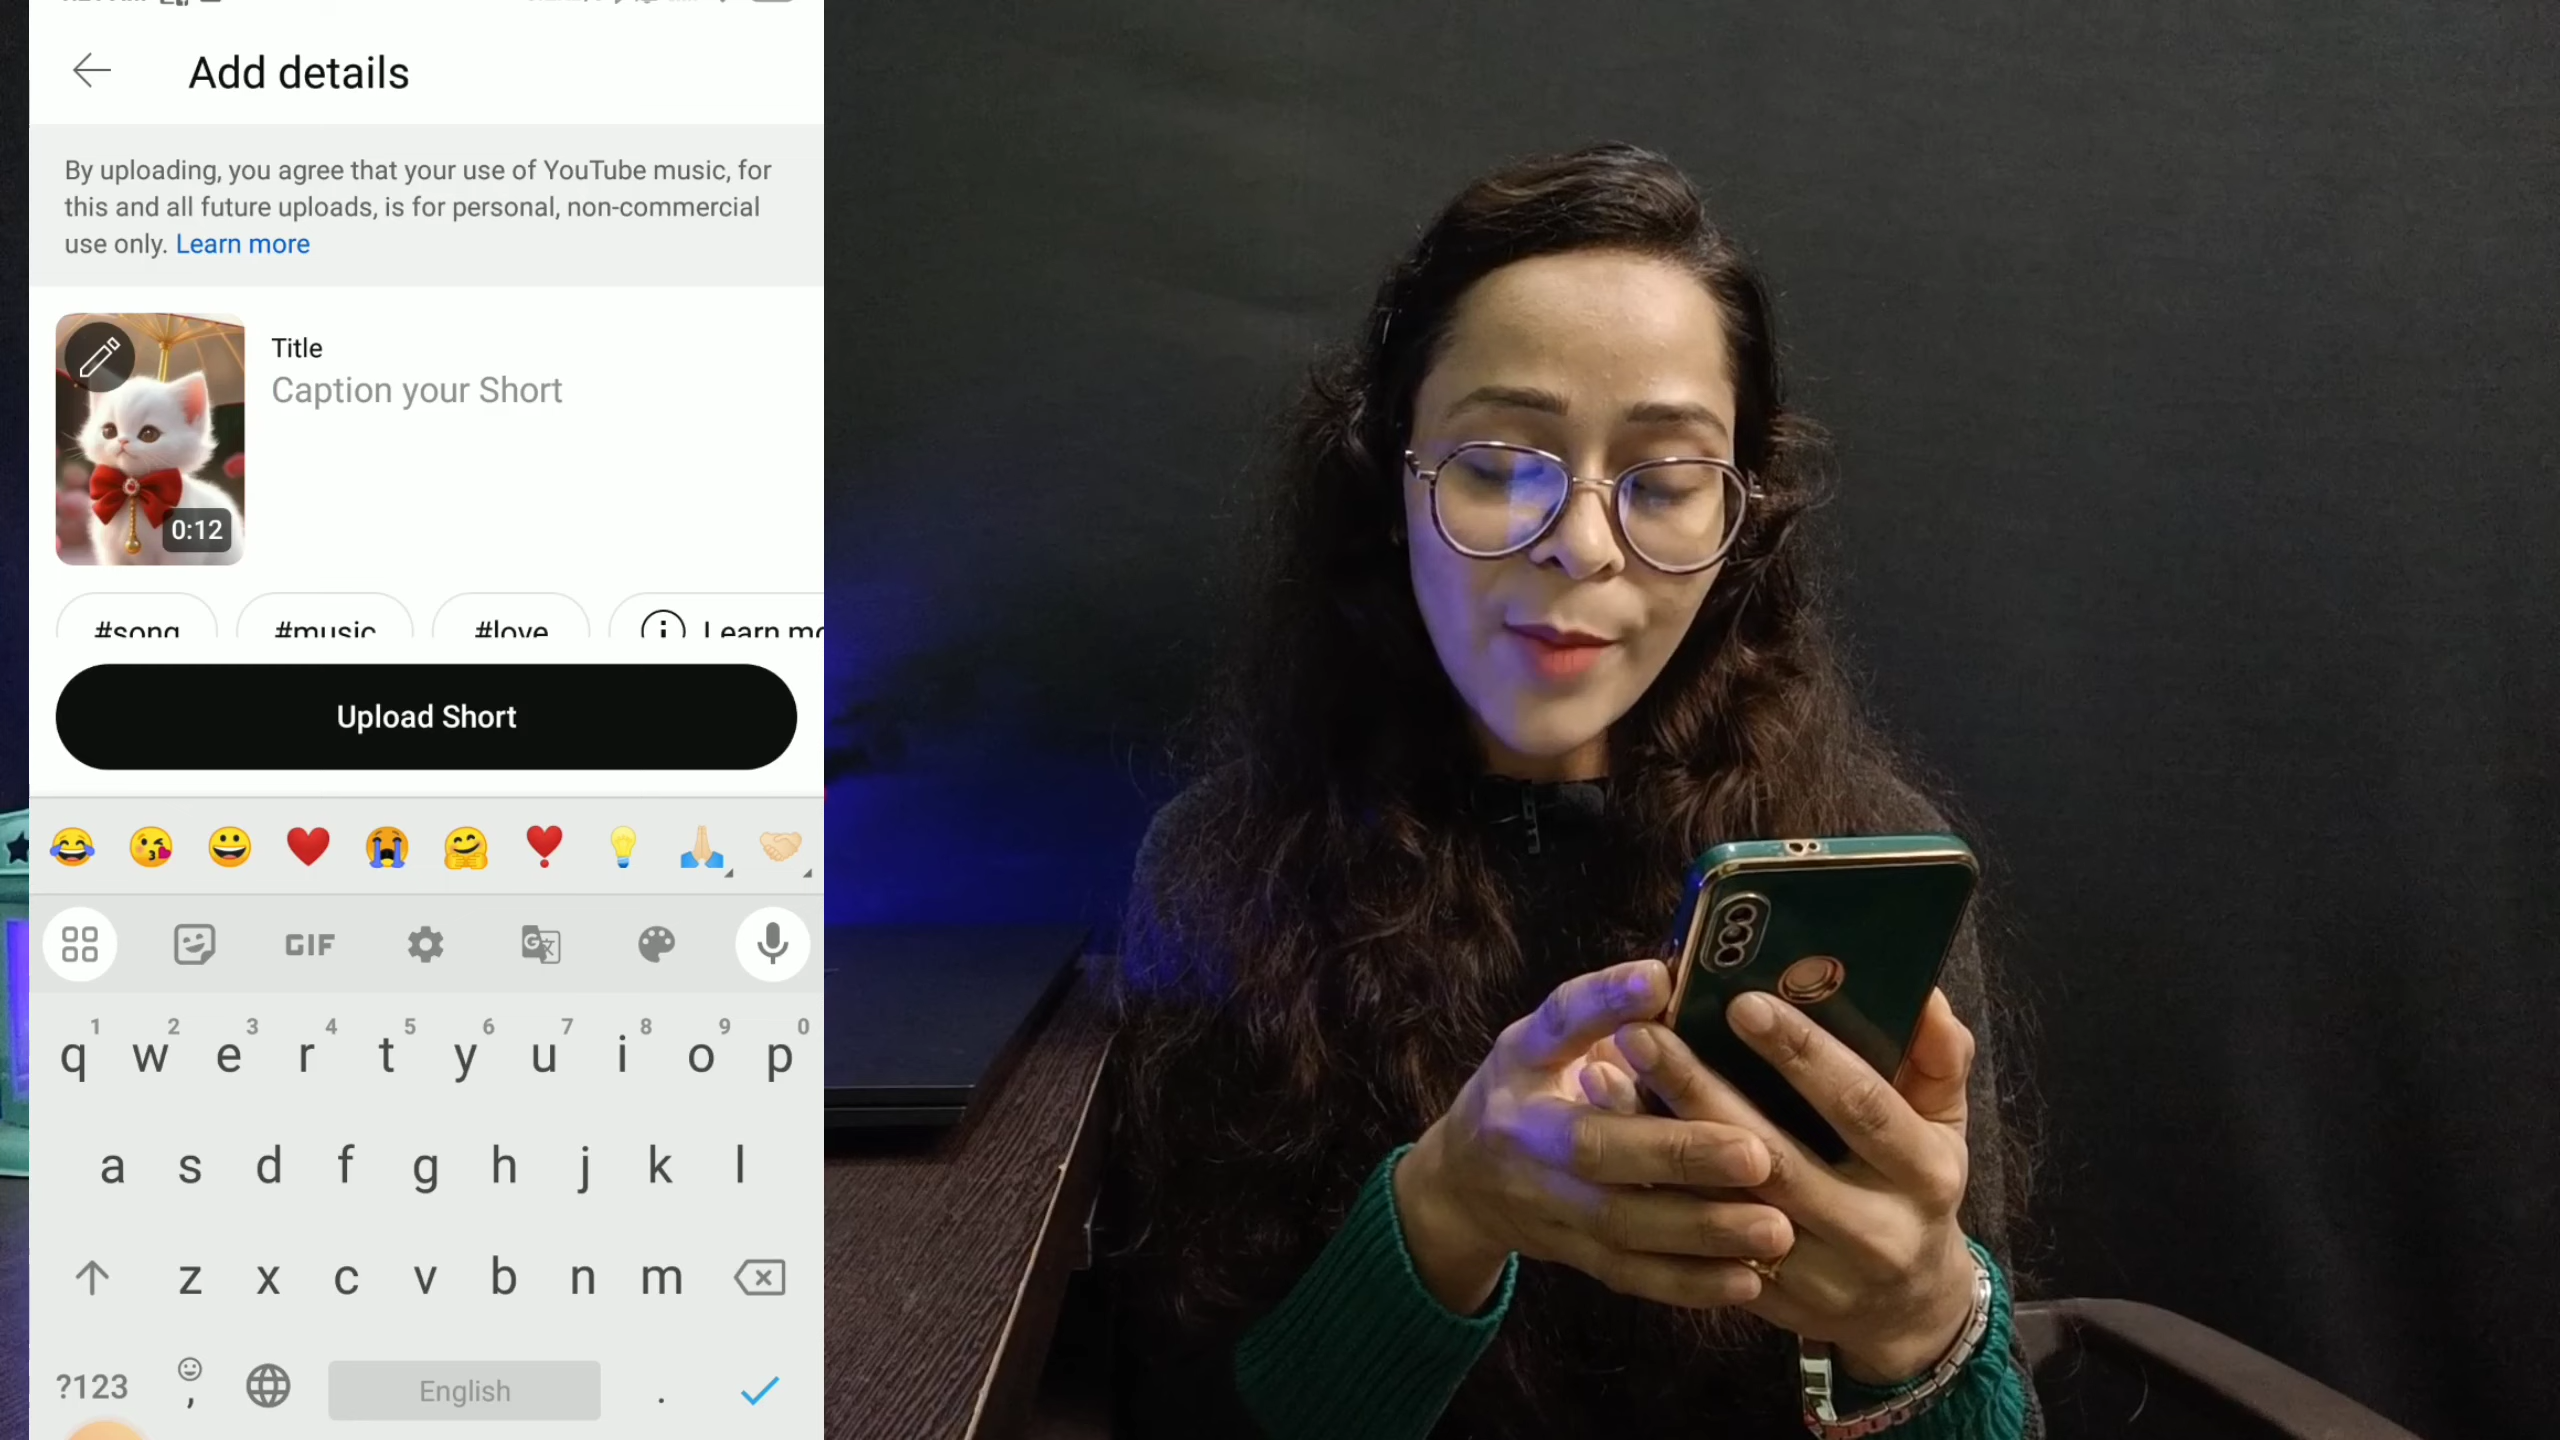 Add details
By uploading, you agree that your use of YouTube music, for
this and all future uploads, is for personal, non-commercial
use only. Learn more
Title
Caption your Short
0:12
#song #music #love Learn mo
Upload Short
GIF
1 2 3 4 5 6 7 8 9 0
q w e r t y u i o p
a s d f g h j k l
z x c v b n m
?123 , English .